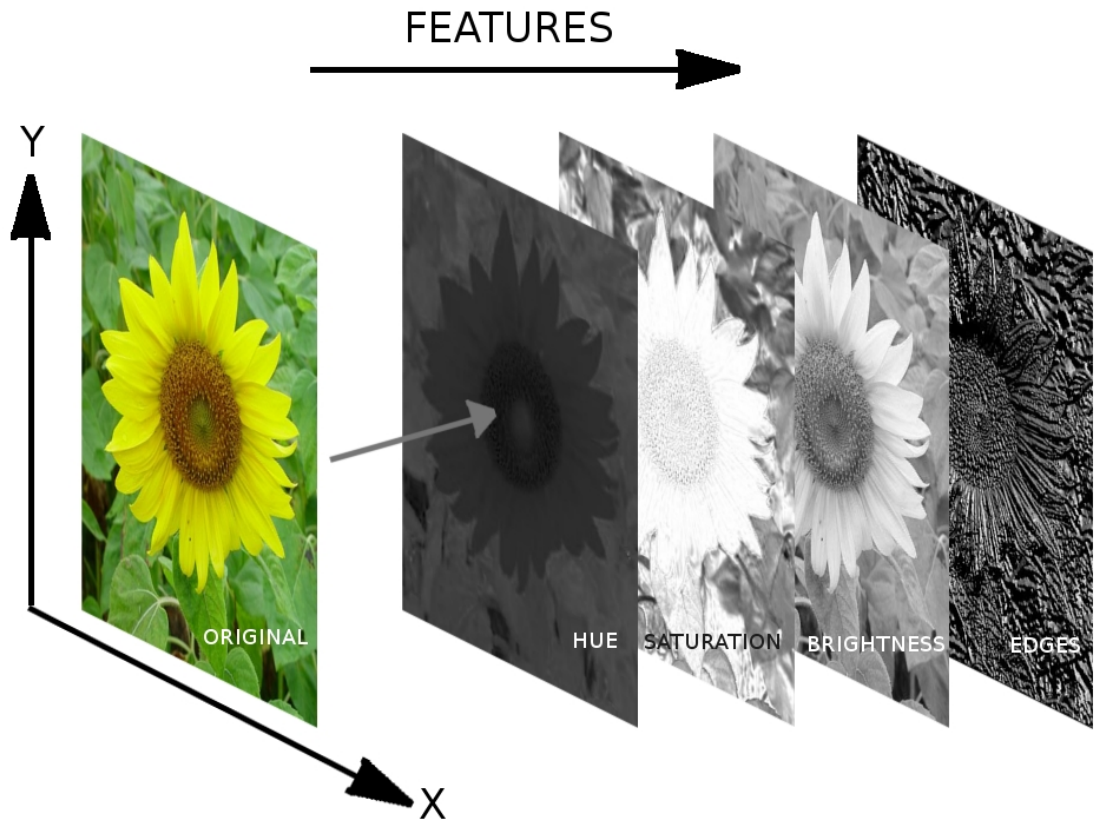 FEATURES
Y
ORIGINAL
HUE
SATURATION
BRIGHTNESS
EDGES
X